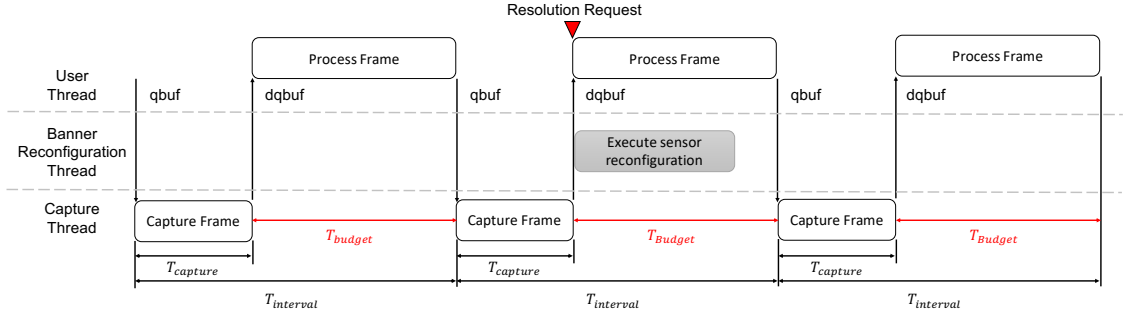 Resolution Request
Process Frame
Process Frame
Process Frame
User
Thread
qbuf
dqbuf
qbuf
dqbuf
qbuf
dqbuf
Banner
Reconfiguration
Thread
Execute sensor
reconfiguration
Capture
Thread
Capture Frame
Capture Frame
Capture Frame
T_budget
T_Budget
T_Budget
T_capture
T_capture
T_capture
T_interval
T_interval
T_interval